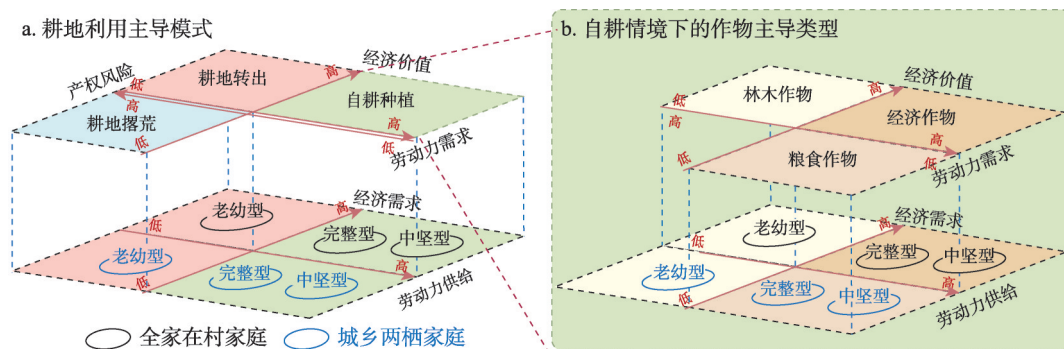 a. 耕地利用主导模式
产权风险
低
耕地转出
高
经济价值
高
自耕种植
耕地撂荒
低
高
低
劳动力需求
经济需求
高
低
老幼型
完整型
中坚型
老幼型
完整型
中坚型
高
低
劳动力供给
全家在村家庭
城乡两栖家庭
b. 自耕情境下的作物主导类型
经济价值
高
低
林木作物
高
经济作物
高
低
粮食作物
低
劳动力需求
经济需求
高
老幼型
低
完整型
中坚型
老幼型
完整型
中坚型
高
低
劳动力供给